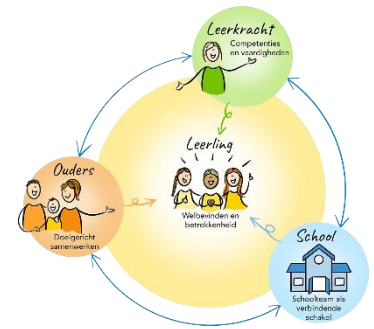 Leerkracht
Competenties
en vaardigheden
Leerling
Welbevinden en
betrokkenheid
Ouders
Doelgericht
samenwerken
School
Schoolteam als
verbindende
schakel